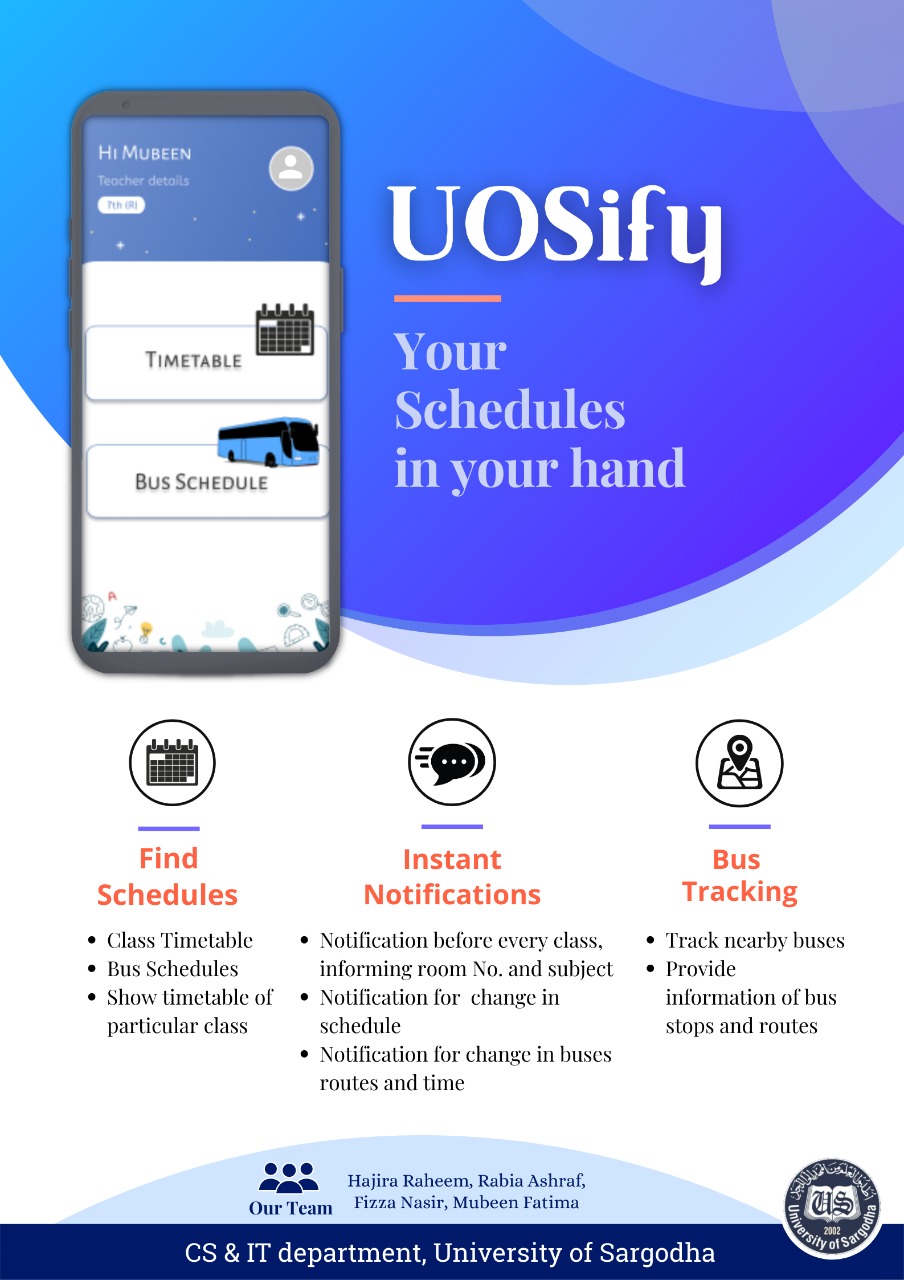 Hi Mubeen
Teacher details
7th (R)
Timetable
Bus Schedule
UOSify
Your
Schedules
in your hand
Find
Schedules
• Class Timetable
• Bus Schedules
• Show timetable of
particular class
Instant
Notifications
• Notification before every class,
informing room No. and subject
• Notification for change in
schedule
• Notification for change in buses
routes and time
Bus
Tracking
• Track nearby buses
• Provide
information of bus
stops and routes
Our Team
Hajira Raheem, Rabia Ashraf,
Fizza Nasir, Mubeen Fatima
CS & IT department, University of Sargodha
US
2002
University of Sargodha